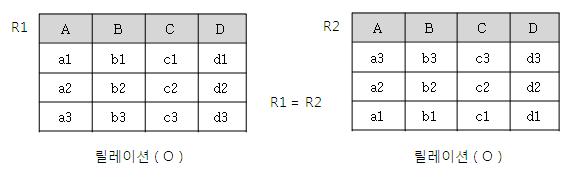 R1
A B C D
a1 b1 c1 d1
a2 b2 c2 d2
a3 b3 c3 d3
릴레이션 ( O )
R1 = R2
R2
A B C D
a3 b3 c3 d3
a2 b2 c2 d2
a1 b1 c1 d1
릴레이션 ( O )